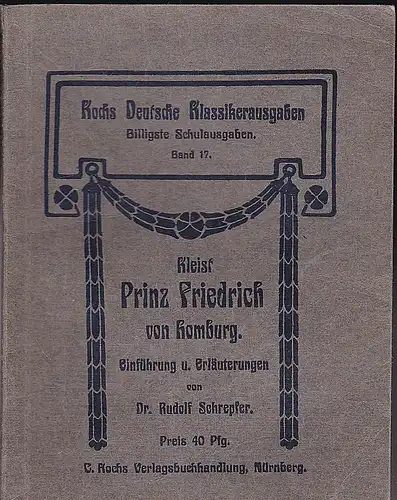 Kochs Deutsche Klassikerausgaben
Billigste Schulausgaben.
Band 17.
Kleist
Prinz Friedrich
von Homburg.
Einführung u. Erläuterungen
von
Dr. Rudolf Schrepfer.
Preis 40 Pfg.
C. Kochs Verlagsbuchhandlung, Nürnberg.